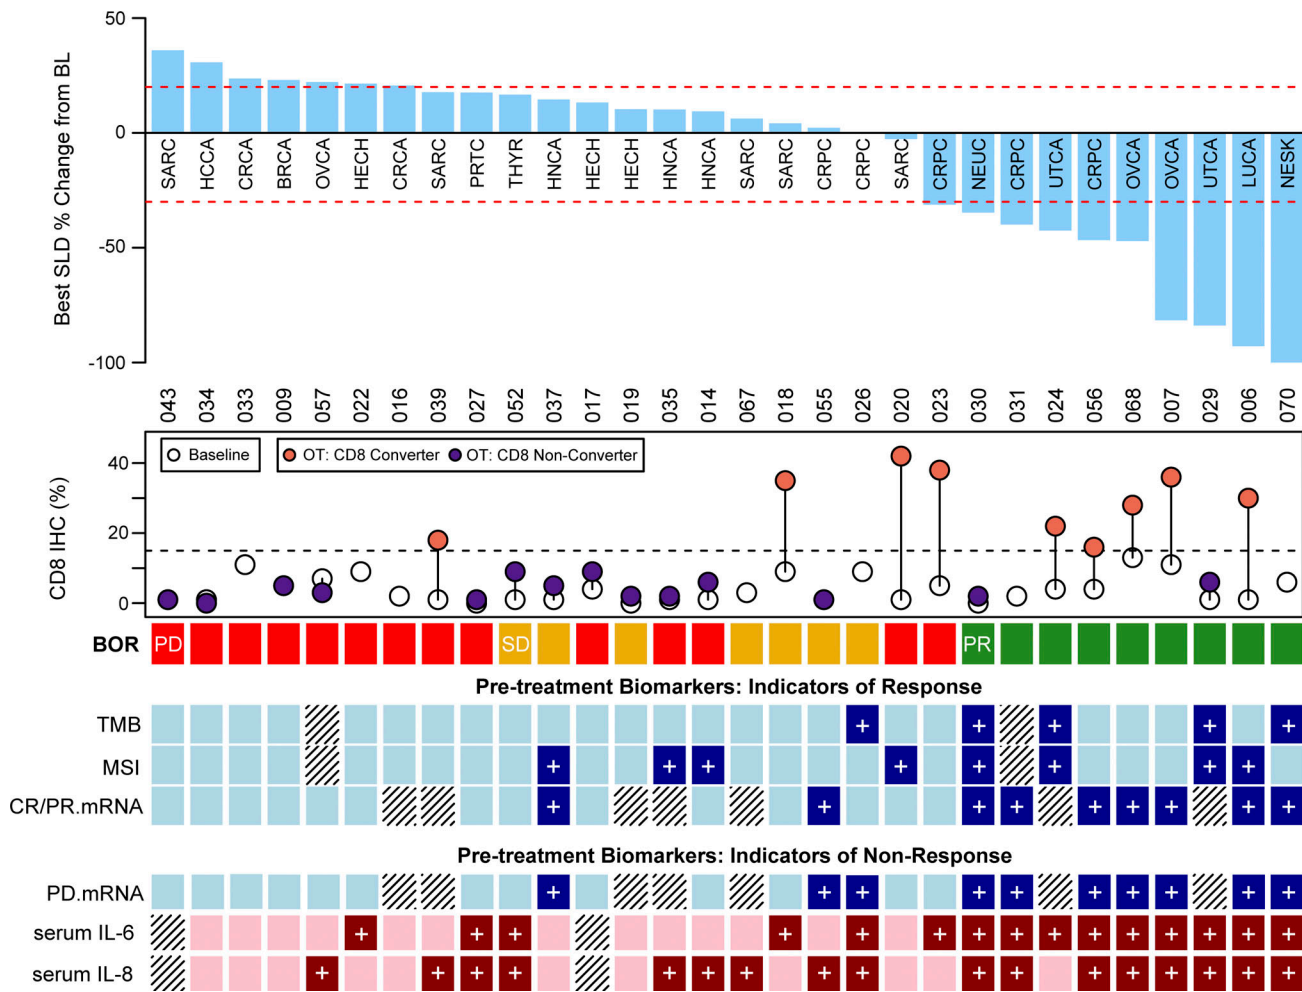 Best SLD % Change from BL
50
0
-50
-100
SARC HCCA CRCA BRCA OVCA HECH CRCA SARC PRTC THYR HNCA HECH HECH HNCA HNCA SARC SARC CRPC CRPC SARC CRPC NEUC CRPC UTCA CRPC OVCA OVCA UTCA LUCA NESK
043 034 033 009 057 022 016 039 027 052 037 017 019 035 014 067 018 055 026 020 023 030 031 024 056 068 007 029 006 070
CD8 IHC (%)
40
20
0
Baseline
OT: CD8 Converter
OT: CD8 Non-Converter
BOR PD SD PR
Pre-treatment Biomarkers: Indicators of Response
TMB + + + + +
MSI + + + + + + + +
CR/PR.mRNA + + + + + + + + +
Pre-treatment Biomarkers: Indicators of Non-Response
PD.mRNA + + + + + + + + + +
serum IL-6 + + + + + + + + + + + + + + +
serum IL-8 + + + + + + + + + + + + + + + + +